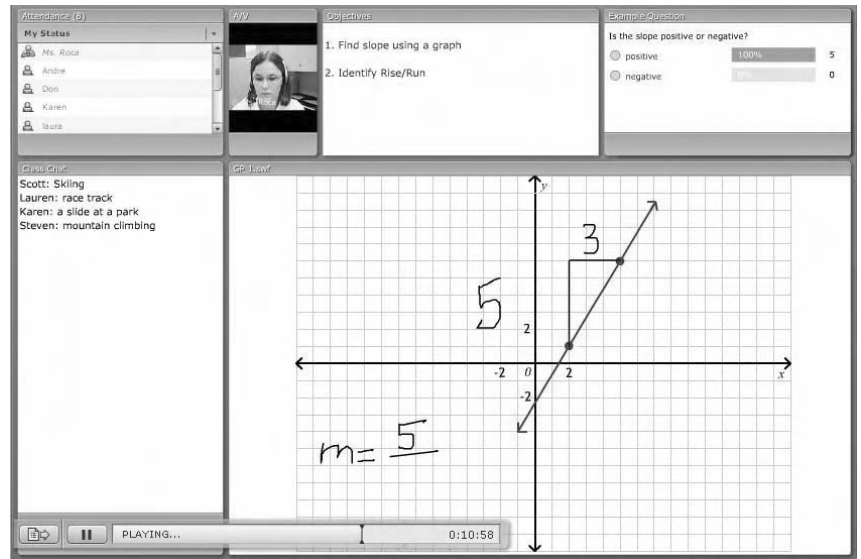 Attendance (6)
My Status
Ms. Roca
Andre
Don
Karen
laura
A/V
Objectives
1. Find slope using a graph
2. Identify Rise/Run
Example Question
Is the slope positive or negative?
positive 100% 5
negative 0% 0
Class Chat
Scott: Skiing
Lauren: race track
Karen: a slide at a park
Steven: mountain climbing
GP 1.swf
y
3
5
2
-2 0 2 x
-2
m= 5
PLAYING... 0:10:58